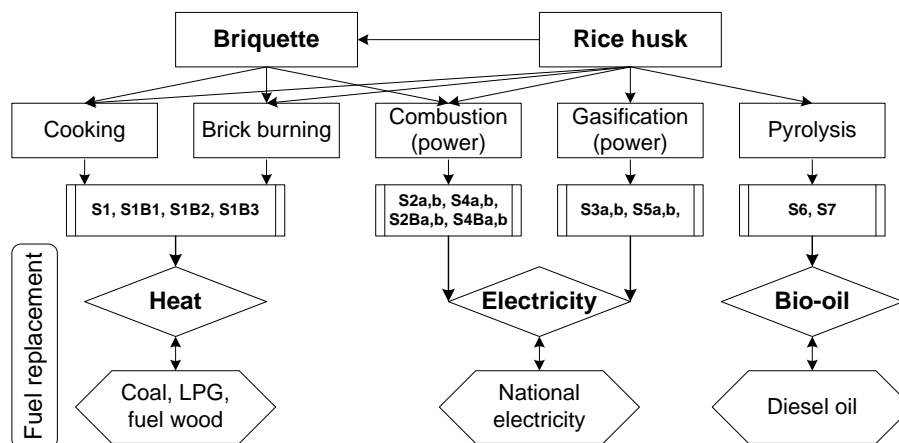 Briquette
Rice husk
Cooking
Brick burning
Combustion
(power)
Gasification
(power)
Pyrolysis
S1, S1B1, S1B2, S1B3
S2a,b, S4a,b,
S2Ba,b, S4Ba,b
S3a,b, S5a,b,
S6, S7
Fuel replacement
Heat
Electricity
Bio-oil
Coal, LPG,
fuel wood
National
electricity
Diesel oil